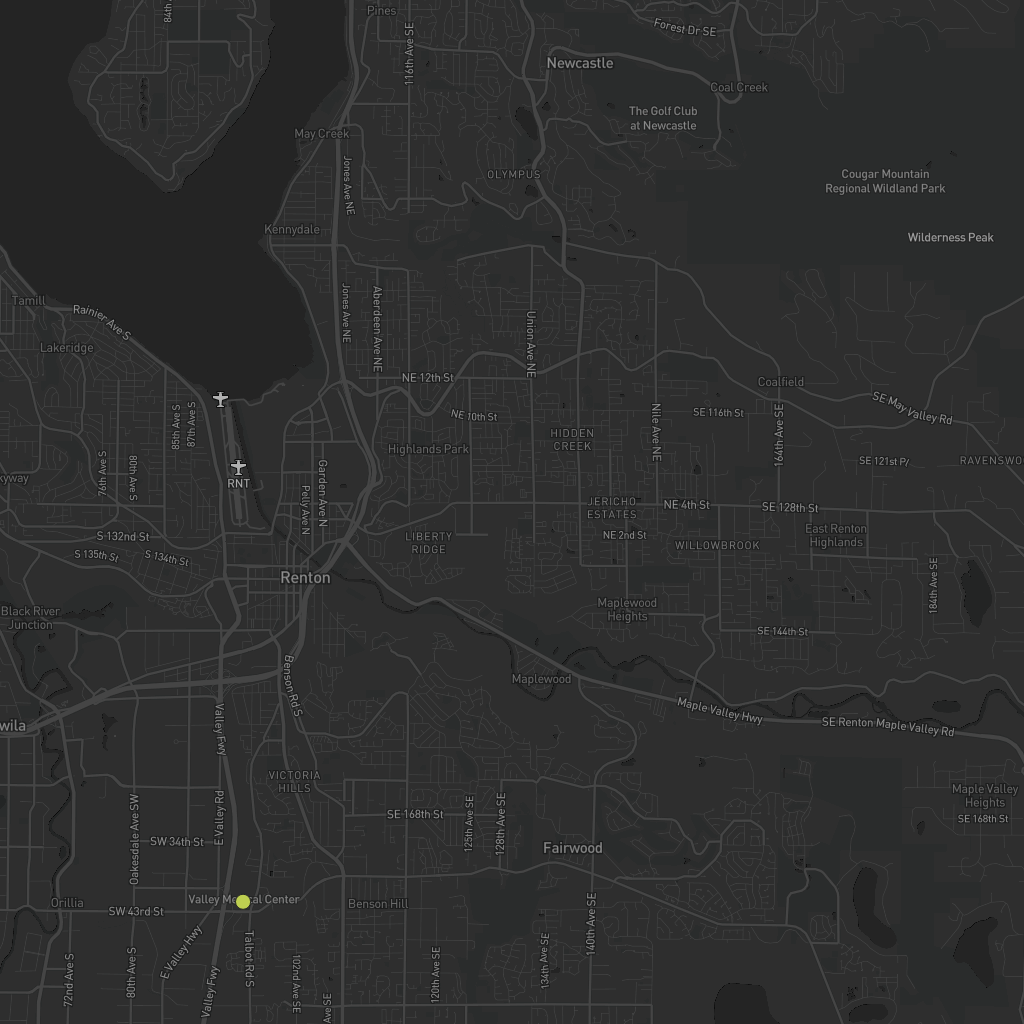 84th
Pines
116th Ave SE
Forest Dr SE
Newcastle
Coal Creek
The Golf Club
at Newcastle
May Creek
OLYMPUS
Cougar Mountain
Regional Wildland Park
Jones Ave NE
Kennydale
Wilderness Peak
Tamill
Rainier Ave S
Lakeridge
Jones Ave NE
Aberdeen Ave NE
Union Ave NE
NE 12th St
Coalfield
SE May Valley Rd
85th Ave S
87th Ave S
NE 10th St
Nile Ave NE
SE 116th St
164th Ave SE
HIDDEN
CREEK
Highlands Park
76th Ave S
80th Ave S
kyway
RNT
SE 121st P/
RAVENSWO
Garden Ave N
Pelly Ave N
JERICHO
ESTATES
NE 4th St
SE 128th St
S 132nd St
LIBERTY
RIDGE
NE 2nd St
WILLOWBROOK
East Renton
Highlands
S 135th St
S 134th St
Renton
184th Ave SE
Black River
Junction
Maplewood
Heights
SE 144th St
Benson Rd S
Maplewood
Maple Valley Hwy
SE Renton Maple Valley Rd
wila
Valley Fwy
VICTORIA
HILLS
Maple Valley
Heights
SE 168th St
Oakesdale Ave SW
E Valley Rd
SE 168th St
125th Ave SE
128th Ave SE
SW 34th St
Fairwood
Valley M
al Center
Orillia
SW 43rd St
Benson Hill
140th Ave SE
E Valley Hwy
Talbot Rd S
72nd Ave S
80th Ave S
Valley Fwy
102nd Ave SE
Ave SE
120th Ave SE
134th Ave SE